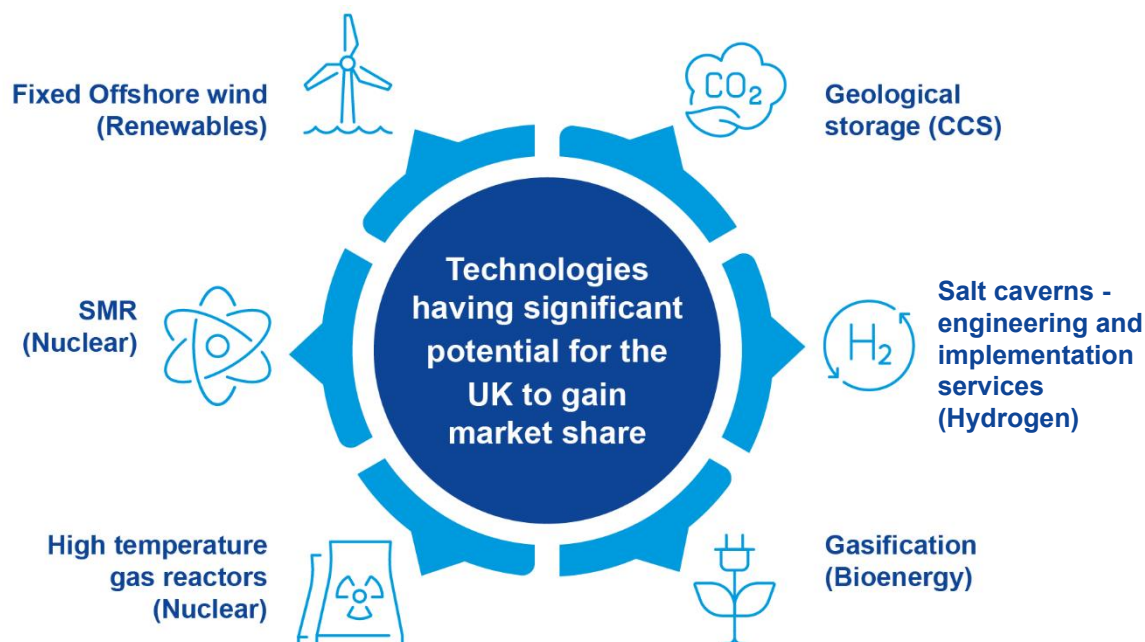 Fixed Offshore wind
(Renewables)
CO2
Geological
storage (CCS)
SMR
(Nuclear)
Technologies
having significant
potential for the
UK to gain
market share
H2
Salt caverns -
engineering and
implementation
services
(Hydrogen)
High temperature
gas reactors
(Nuclear)
Gasification
(Bioenergy)